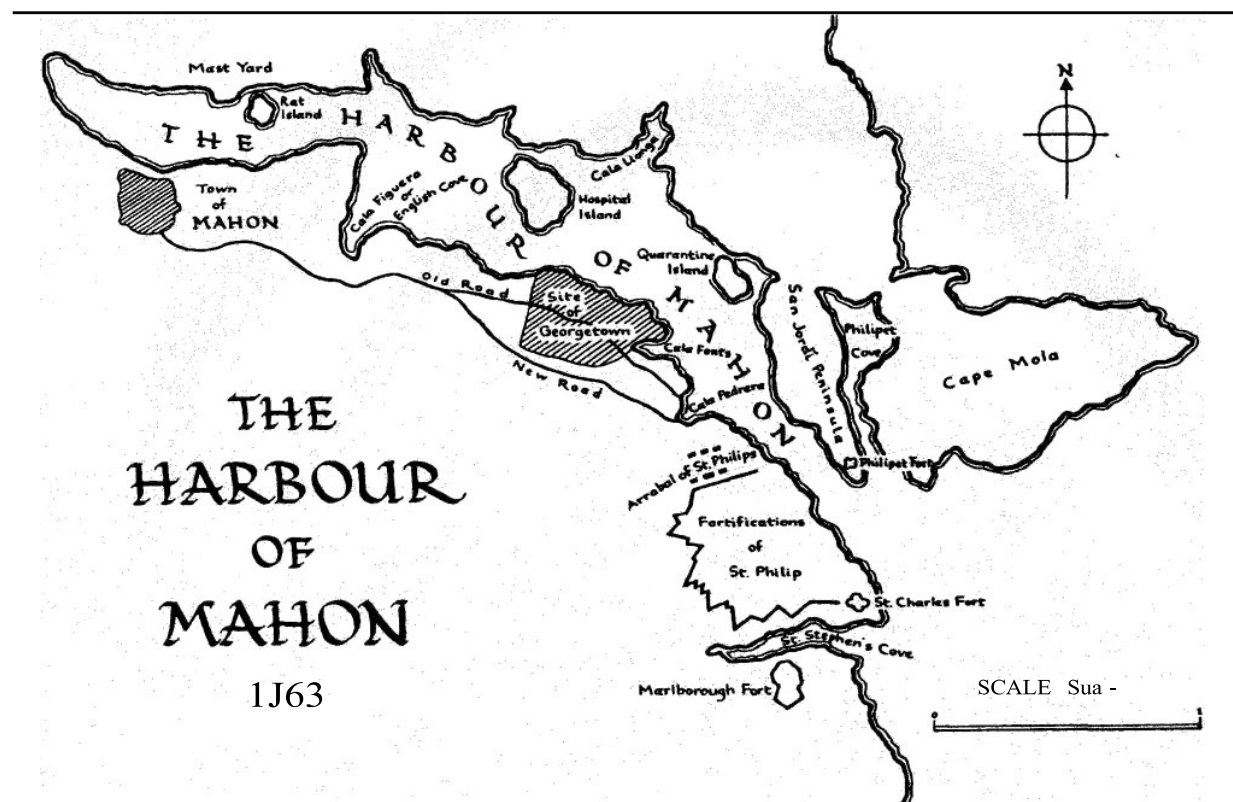 Mast Yard
Rat
Island
THE HARBOUR OF MAHON
Town
of
MAHON
Cala Figuera
or
English Cove
Cala Llonga
Hospital
Island
Quarantine
Island
Old Road
Site
of
Georgetown
New Road
Cala Fonts
Cala Pedrera
San Jordi Peninsula
Philipet
Cove
Cape Mola
Philipet Fort
N
Arrabal of St. Philips
Fortifications
of
St. Philip
St. Charles Fort
St. Stephen's Cove
Marlborough Fort
THE
HARBOUR
OF
MAHON
1J63
SCALE Sua -
0 1